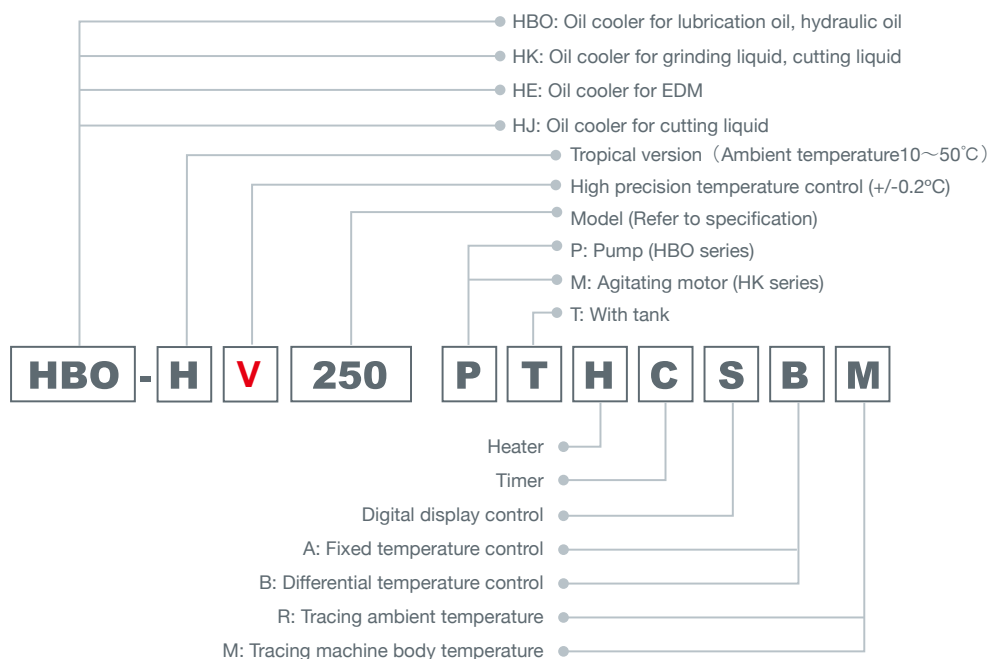 HBO: Oil cooler for lubrication oil, hydraulic oil
HK: Oil cooler for grinding liquid, cutting liquid
HE: Oil cooler for EDM
HJ: Oil cooler for cutting liquid
Tropical version（Ambient temperature10～50℃）
High precision temperature control (+/-0.2ºC)
Model (Refer to specification)
P: Pump (HBO series)
M: Agitating motor (HK series)
T: With tank
HBO - H V 250 P T H C S B M
Heater
Timer
Digital display control
A: Fixed temperature control
B: Differential temperature control
R: Tracing ambient temperature
M: Tracing machine body temperature